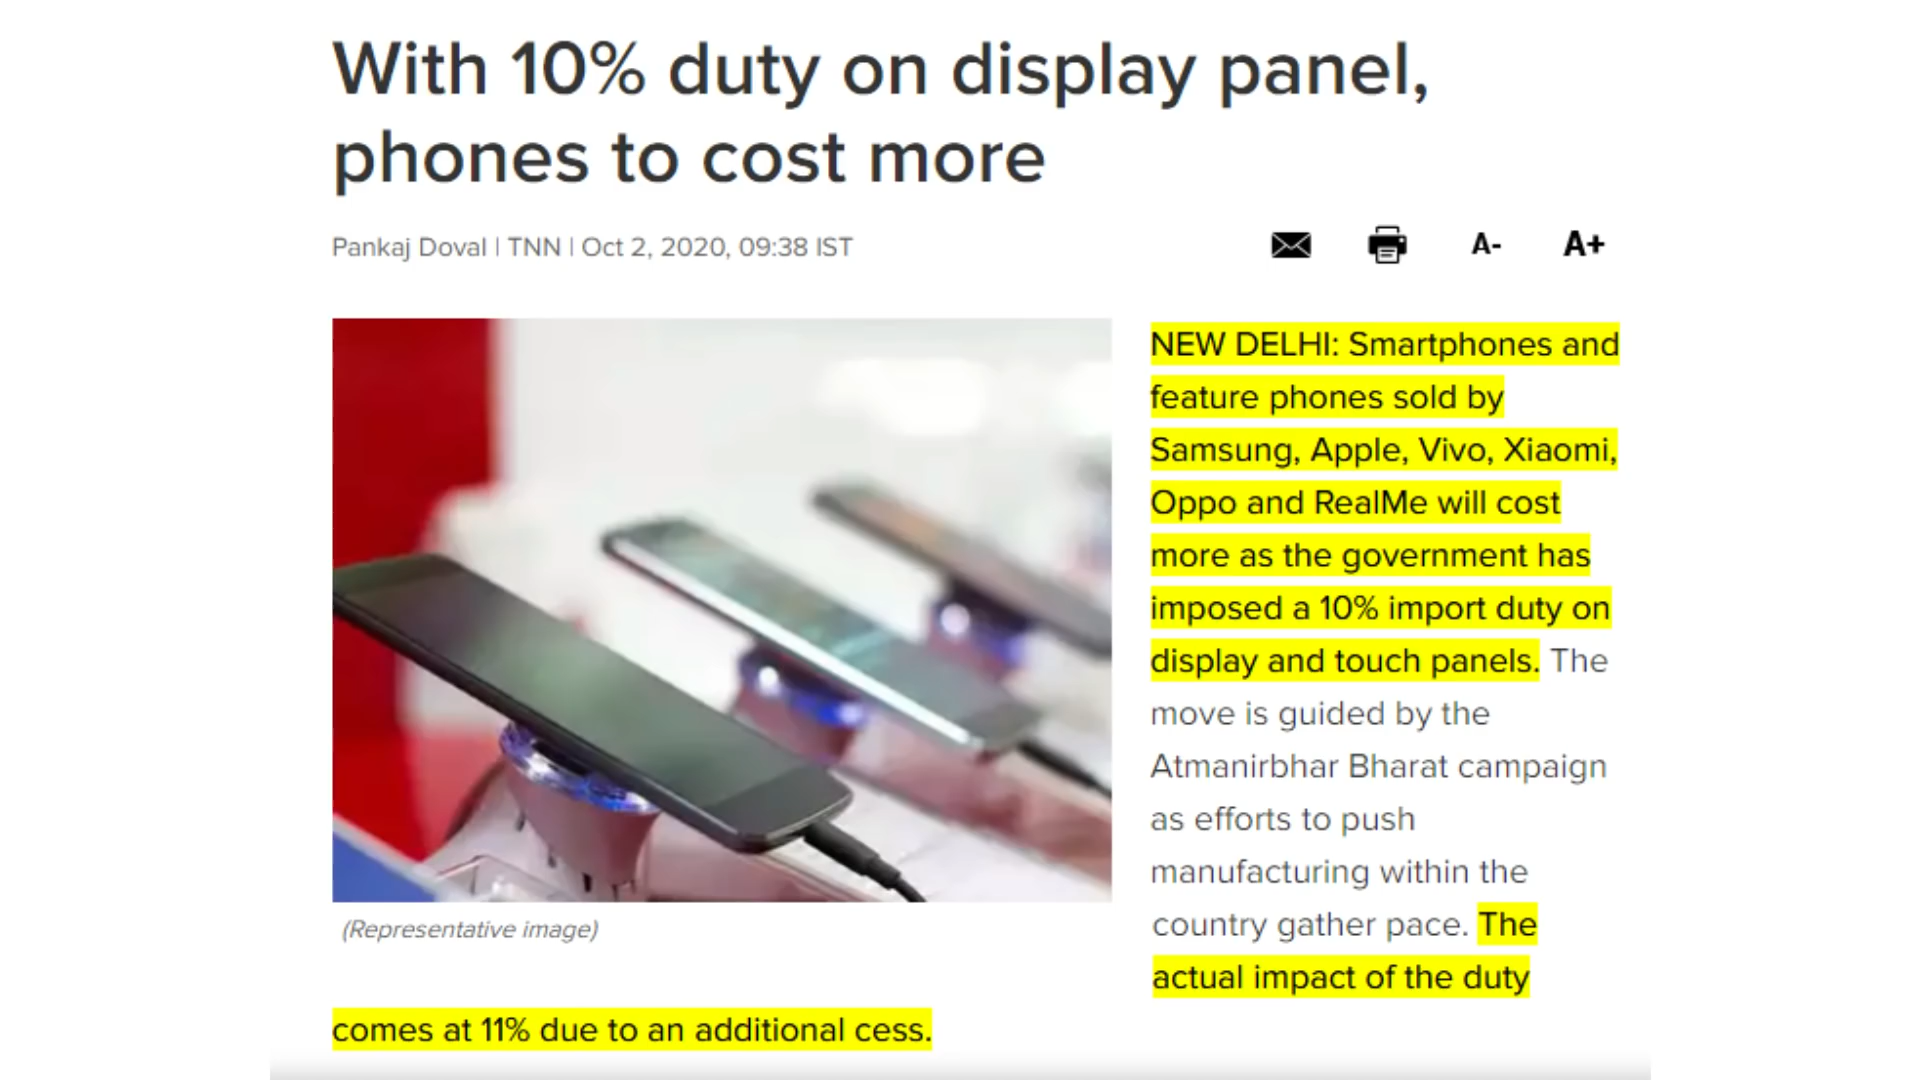 With 10% duty on display panel,
phones to cost more
Pankaj Doval | TNN | Oct 2, 2020, 09:38 IST
A- A+
NEW DELHI: Smartphones and
feature phones sold by
Samsung, Apple, Vivo, Xiaomi,
Oppo and RealMe will cost
more as the government has
imposed a 10% import duty on
display and touch panels. The
move is guided by the
Atmanirbhar Bharat campaign
as efforts to push
manufacturing within the
country gather pace. The
actual impact of the duty
(Representative image)
comes at 11% due to an additional cess.